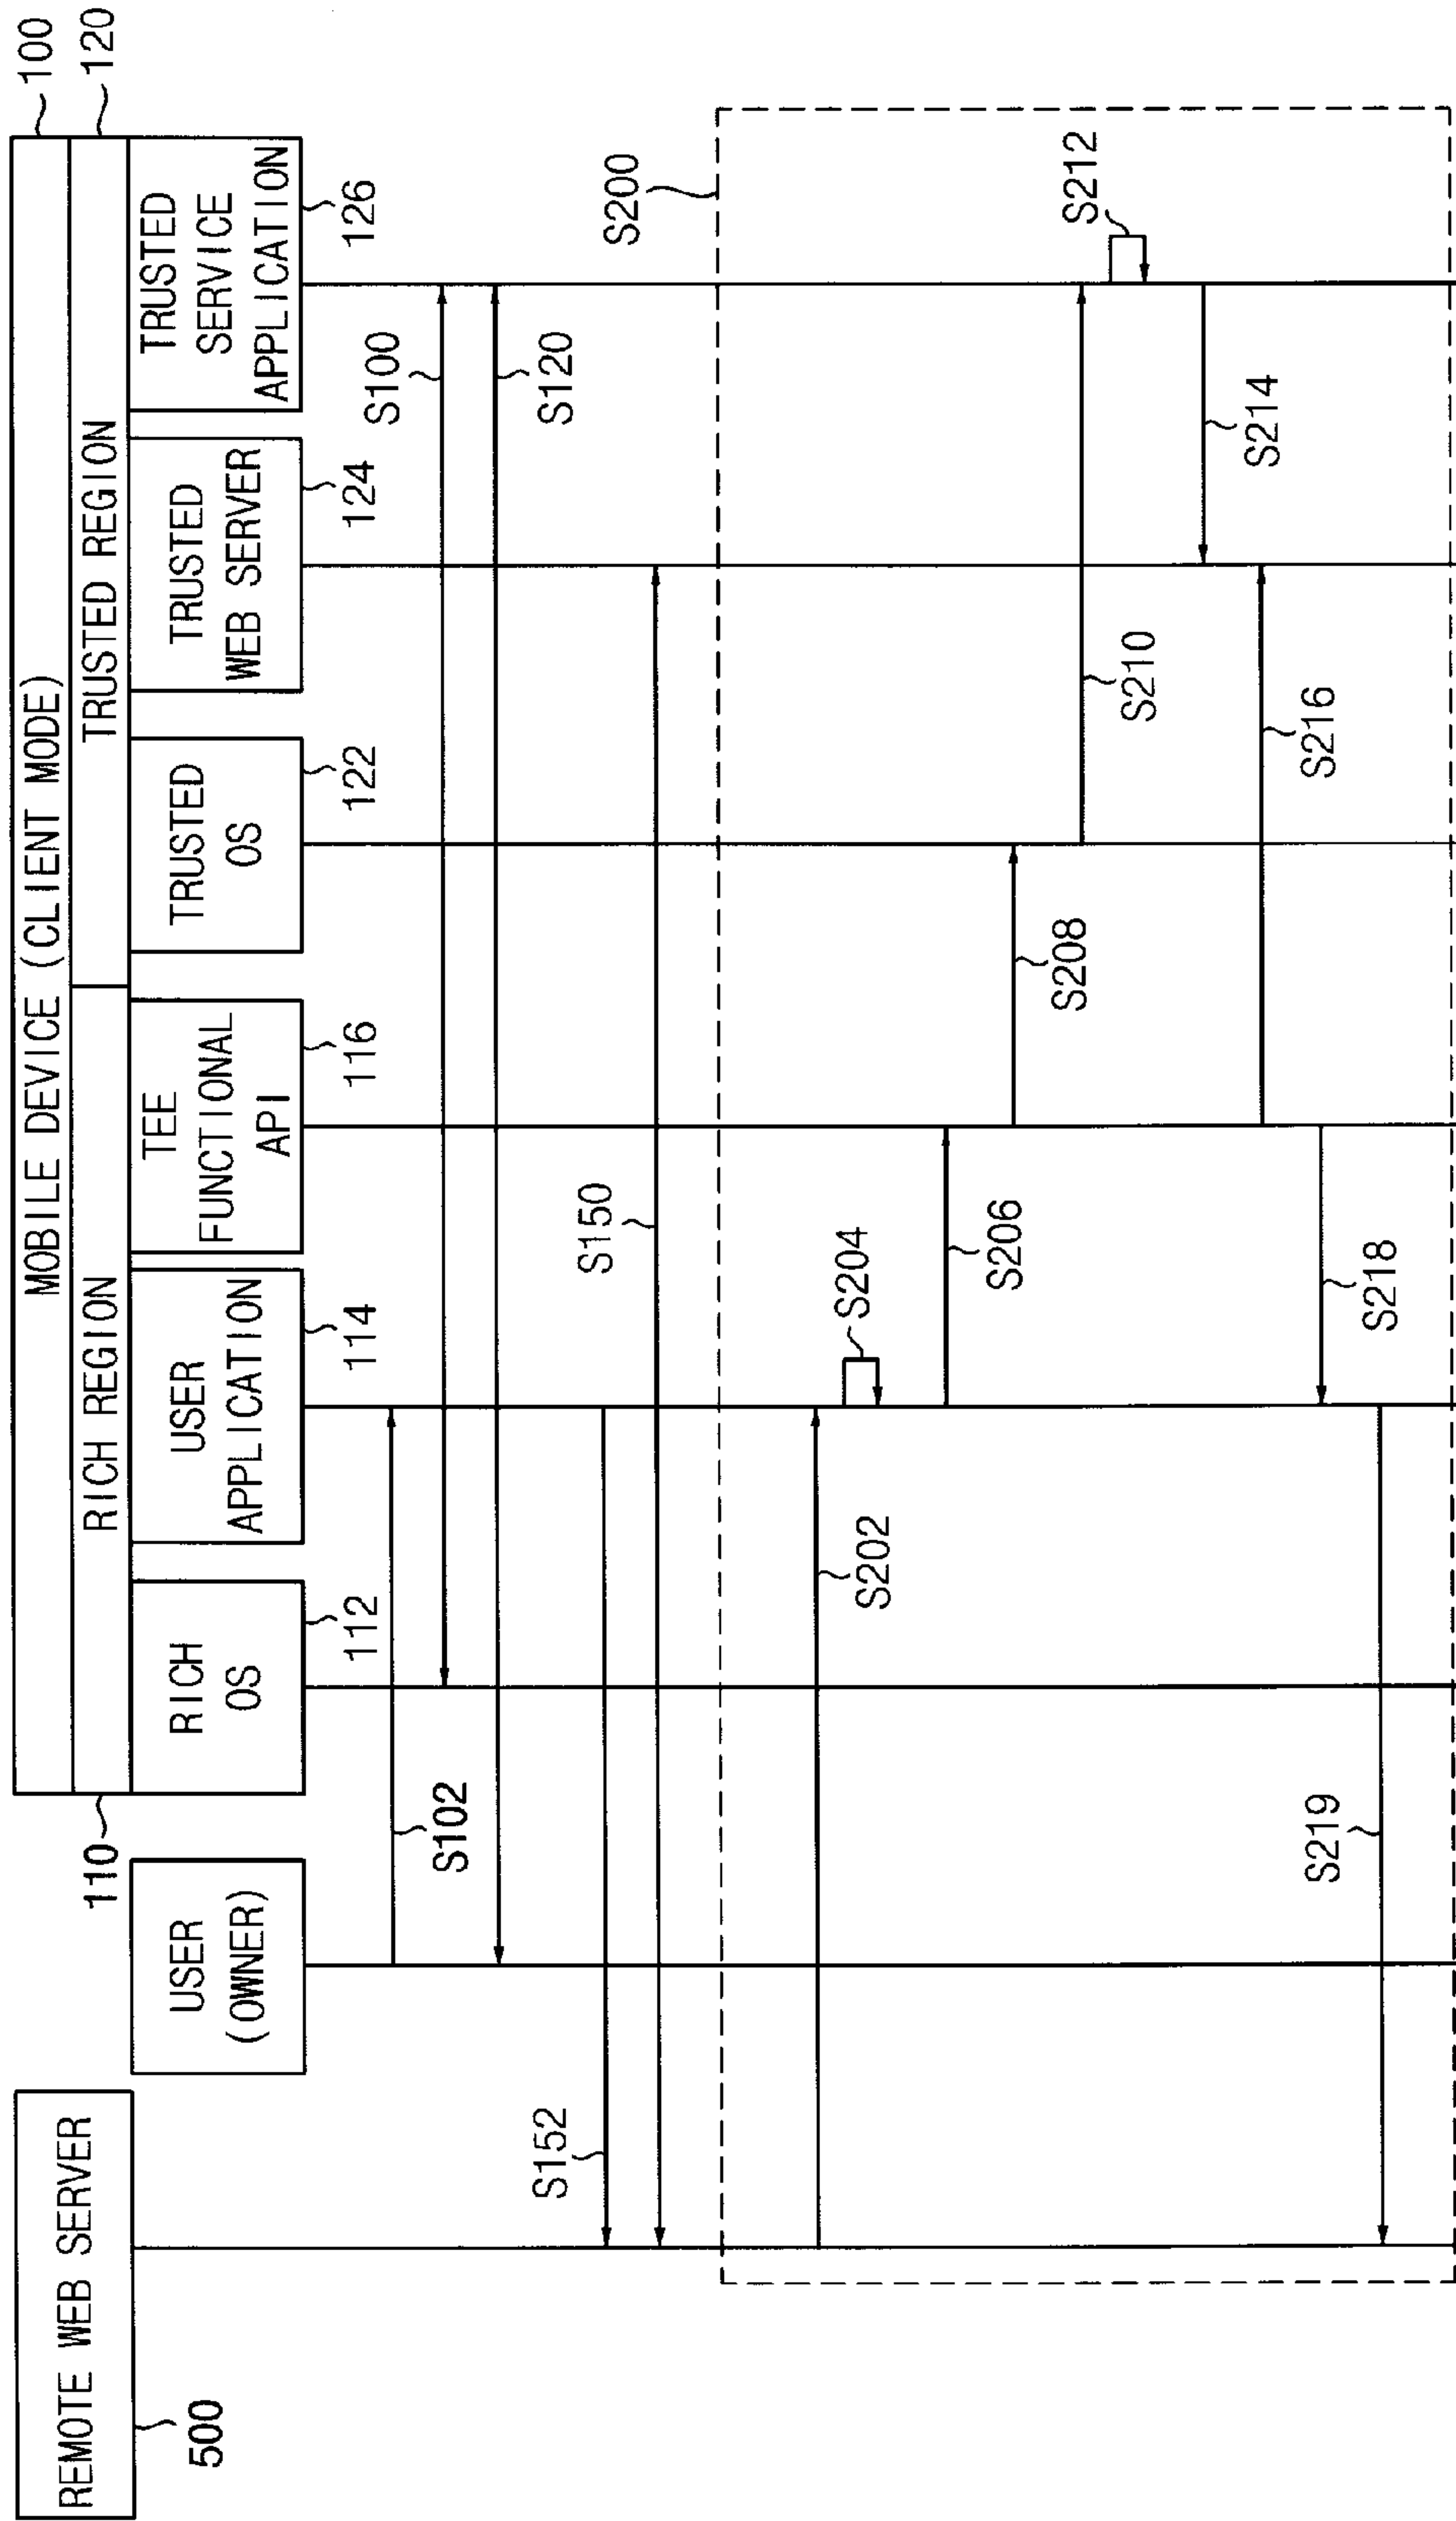 MOBILE DEVICE (CLIENT MODE)
100
110
RICH REGION
TRUSTED REGION
120
REMOTE WEB SERVER
500
USER
(OWNER)
RICH
OS
112
USER
APPLICATION
114
TEE
FUNCTIONAL
API
116
TRUSTED
OS
122
TRUSTED
WEB SERVER
124
TRUSTED
SERVICE
APPLICATION
126
S102
S100
S120
S152
S150
S200
S202
S204
S206
S208
S210
S212
S214
S216
S218
S219